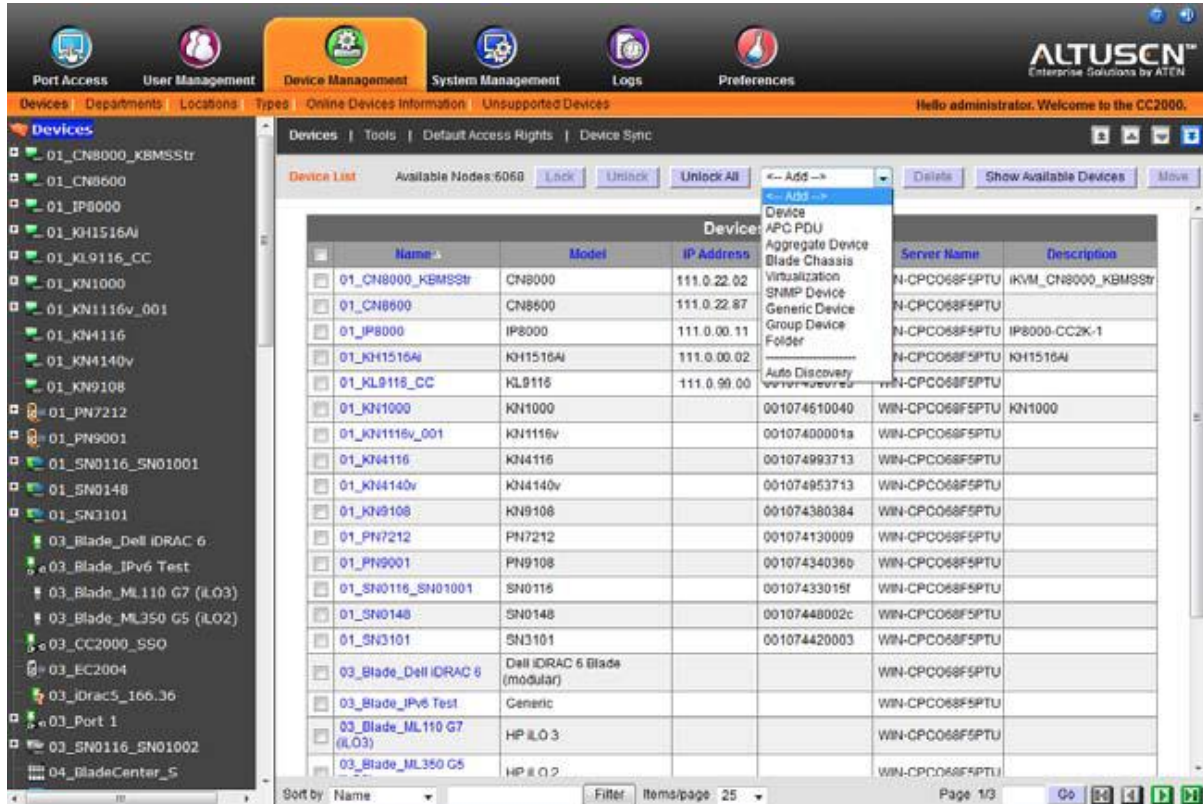 ALTUSCN™
Enterprise Solutions by ATEN
Port Access User Management Device Management System Management Logs Preferences
Devices Departments Locations Types Online Devices Information Unsupported Devices
Hello administrator. Welcome to the CC2000.
Devices
01_CN8000_KBMSStr
01_CN8600
01_IP8000
01_KH1516Ai
01_KL9116_CC
01_KN1000
01_KN1116v_001
01_KN4116
01_KN4140v
01_KN9108
01_PN7212
01_PN9001
01_SN0116_SN01001
01_SN0148
01_SN3101
03_Blade_Dell iDRAC 6
03_Blade_IPv6 Test
03_Blade_ML110 G7 (iLO3)
03_Blade_ML350 G5 (iLO2)
03_CC2000_SSO
03_EC2004
03_iDrac5_166.36
03_Port 1
03_SN0116_SN01002
04_BladeCenter_S
Devices | Tools | Default Access Rights | Device Sync
Device List Available Nodes:6068 Lock Unlock Unlock All <-- Add --> Delete Show Available Devices Move
<-- Add -->
Device
APC PDU
Aggregate Device
Blade Chassis
Virtualization
SNMP Device
Generic Device
Group Device
Folder
--------------------
Auto Discovery
Devices
Name Model IP Address Server Name Description
01_CN8000_KBMSStr CN8000 111.0.22.02 N-CPCO68F5PTU iKVM_CN8000_KBMSStr
01_CN8600 CN8600 111.0.22.87 N-CPCO68F5PTU
01_IP8000 IP8000 111.0.00.11 N-CPCO68F5PTU IP8000-CC2K-1
01_KH1516Ai KH1516Ai 111.0.00.02 N-CPCO68F5PTU KH1516Ai
01_KL9116_CC KL9116 111.0.99.00 WIN-CPCO68F5PTU
01_KN1000 KN1000 001074610040 WIN-CPCO68F5PTU KN1000
01_KN1116v_001 KN1116v 00107400001a WIN-CPCO68F5PTU
01_KN4116 KN4116 001074993713 WIN-CPCO68F5PTU
01_KN4140v KN4140v 001074953713 WIN-CPCO68F5PTU
01_KN9108 KN9108 001074380384 WIN-CPCO68F5PTU
01_PN7212 PN7212 001074130009 WIN-CPCO68F5PTU
01_PN9001 PN9108 00107434036b WIN-CPCO68F5PTU
01_SN0116_SN01001 SN0116 00107433015f WIN-CPCO68F5PTU
01_SN0148 SN0148 00107448002c WIN-CPCO68F5PTU
01_SN3101 SN3101 001074420003 WIN-CPCO68F5PTU
03_Blade_Dell iDRAC 6 Dell iDRAC 6 Blade (modular) WIN-CPCO68F5PTU
03_Blade_IPv6 Test Generic WIN-CPCO68F5PTU
03_Blade_ML110 G7 (iLO3) HP iLO 3 WIN-CPCO68F5PTU
03_Blade_ML350 G5 HP iLO 2 WIN-CPCO68F5PTU
Sort by Name Filter Items/page 25 Page 1/3 Go